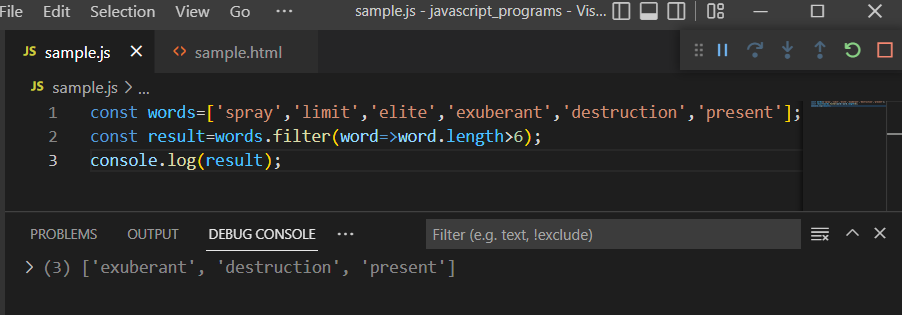 File Edit Selection View Go ··· sample.js - javascript_programs - Vis...
JS sample.js × <> sample.html
JS sample.js > ...
1 const words=['spray','limit','elite','exuberant','destruction','present'];
2 const result=words.filter(word=>word.length>6);
3 console.log(result);
PROBLEMS OUTPUT DEBUG CONSOLE ··· Filter (e.g. text, !exclude)
> (3) ['exuberant', 'destruction', 'present']